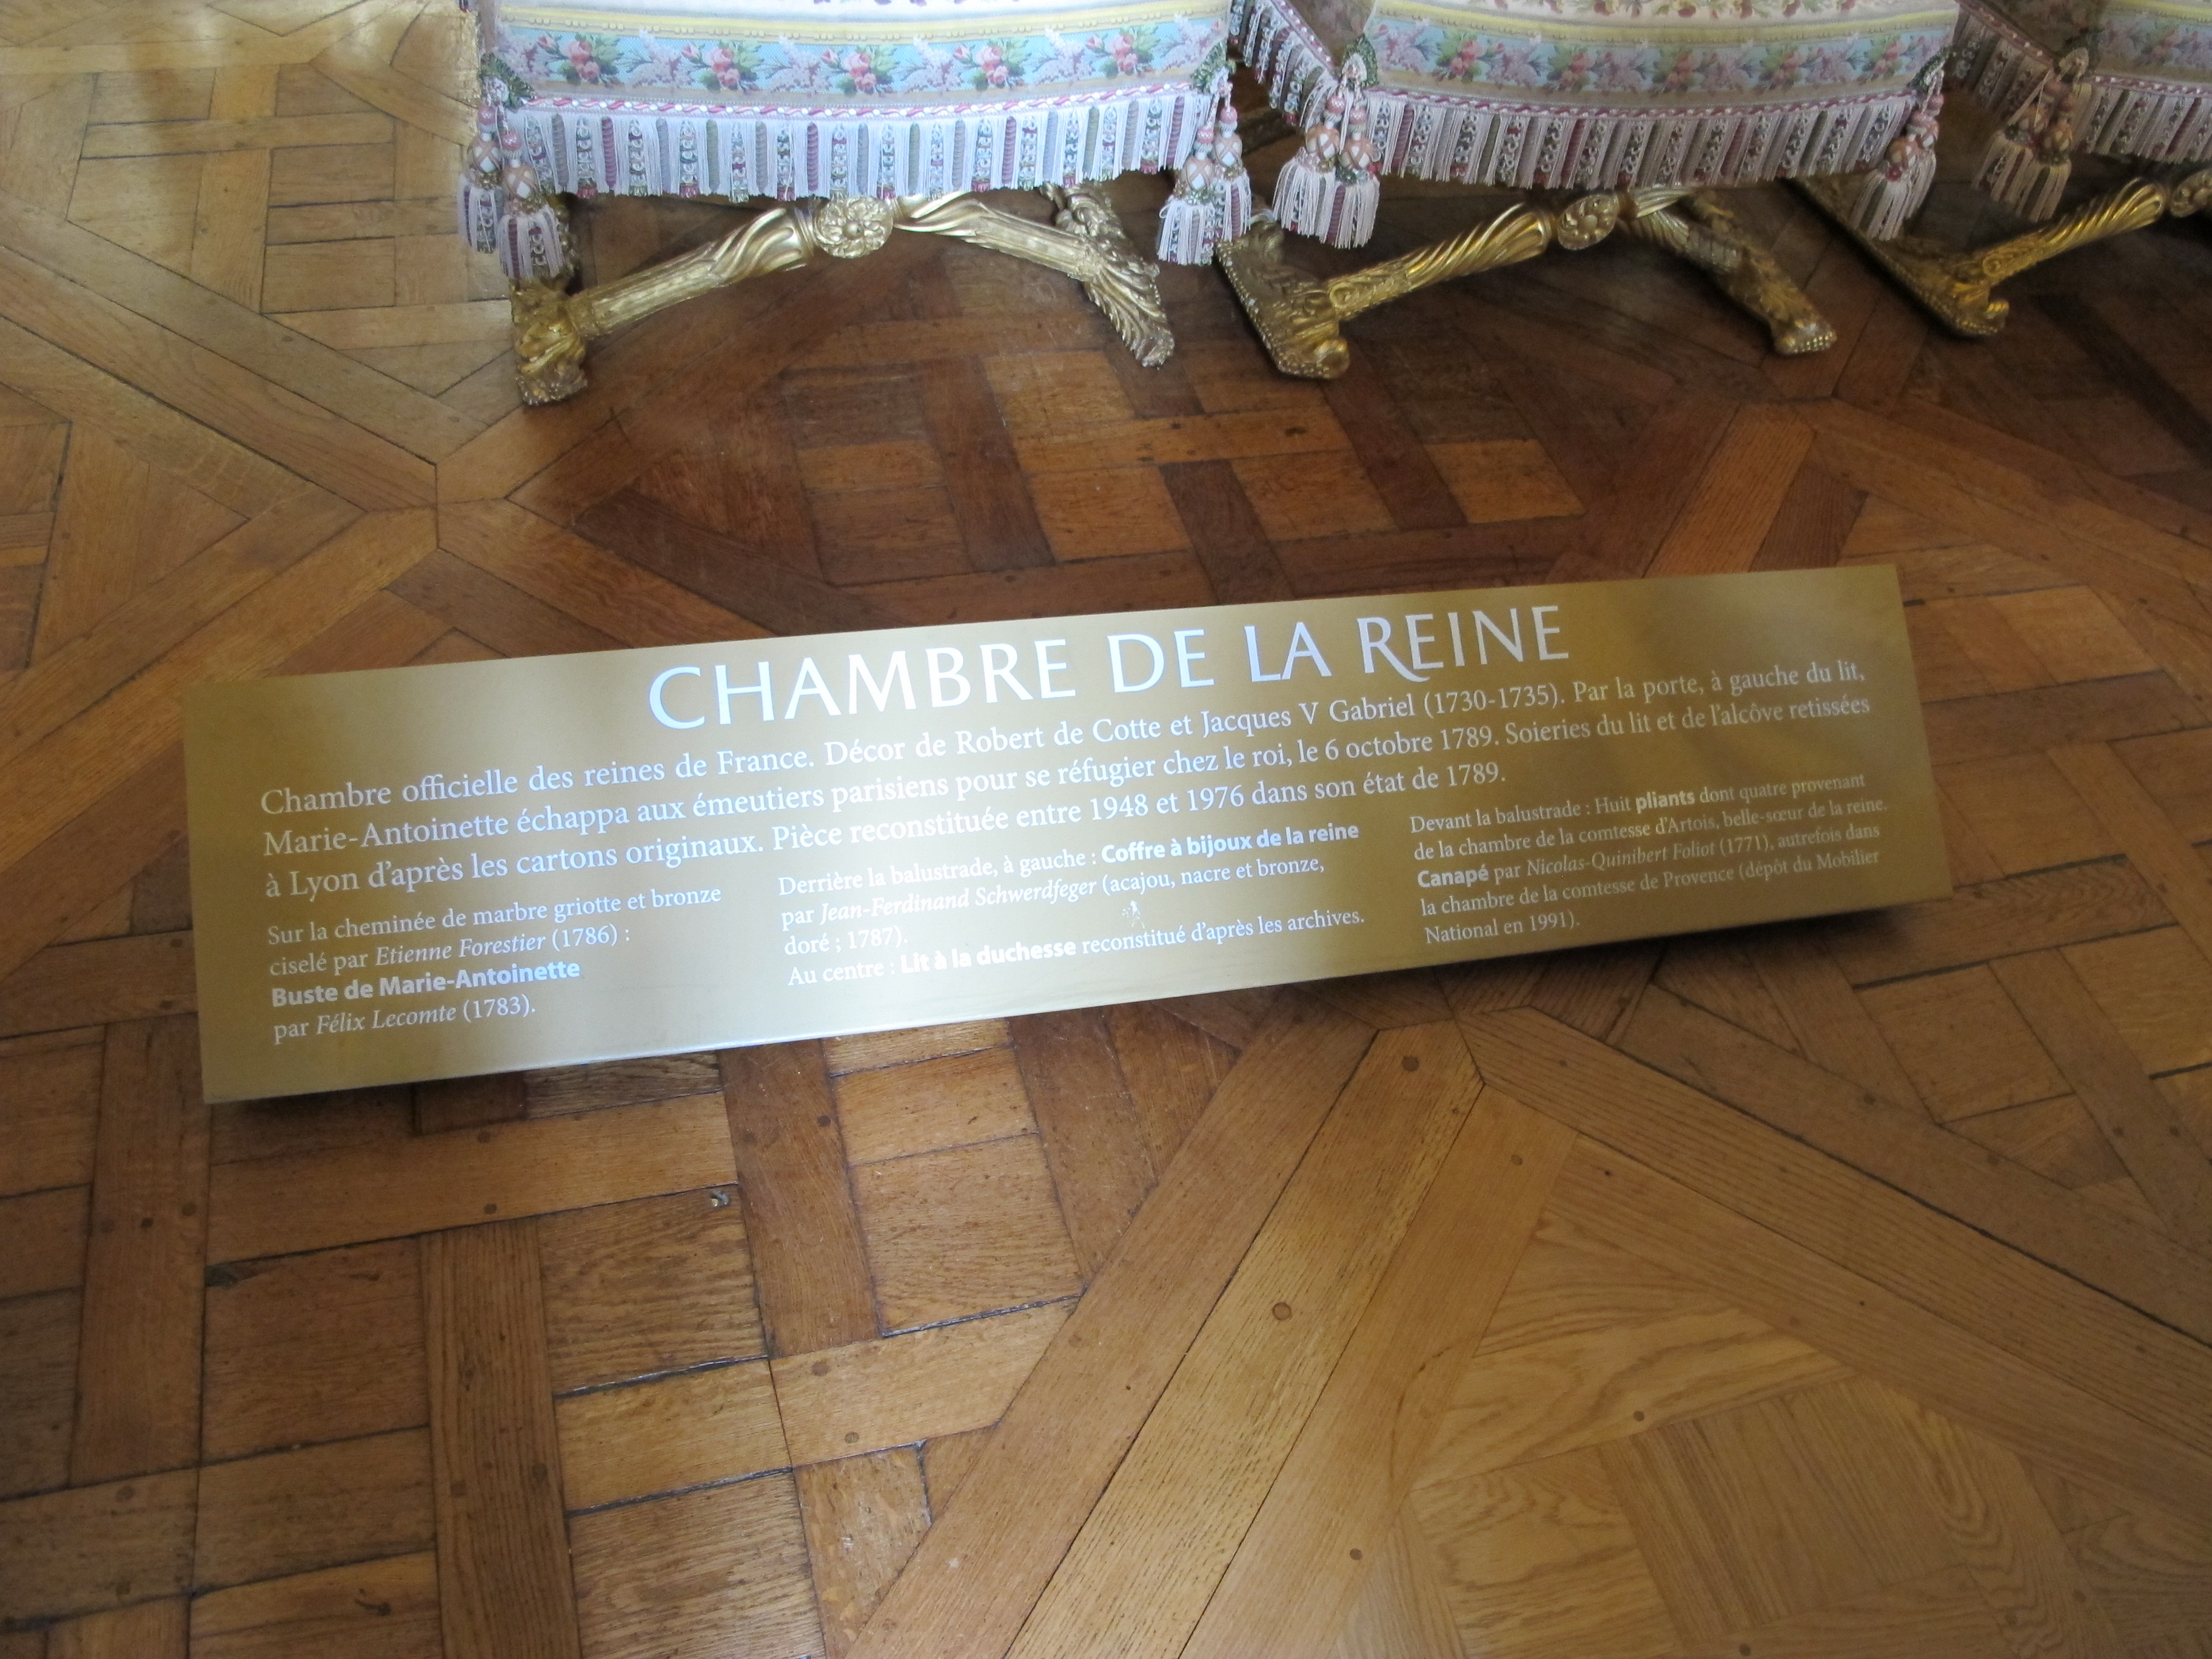 CHAMBRE DE LA REINE
Chambre officielle des reines de France. Décor de Robert de Cotte et Jacques V Gabriel (1730-1735). Par la porte, à gauche du lit,
Marie-Antoinette échappa aux émeutiers parisiens pour se réfugier chez le roi, le 6 octobre 1789. Soieries du lit et de l'alcôve retissées
à Lyon d'après les cartons originaux. Pièce reconstituée entre 1948 et 1976 dans son état de 1789.
Sur la cheminée de marbre griotte et bronze
ciselé par Etienne Forestier (1786) :
Buste de Marie-Antoinette
par Félix Lecomte (1783).
Derrière la balustrade, à gauche : Coffre à bijoux de la reine
par Jean-Ferdinand Schwerdfeger (acajou, nacre et bronze,
doré ; 1787).
Au centre : Lit à la duchesse reconstitué d'après les archives.
Devant la balustrade : Huit pliants dont quatre provenant
de la chambre de la comtesse d'Artois, belle-sœur de la reine.
Canapé par Nicolas-Quinibert Foliot (1771), autrefois dans
la chambre de la comtesse de Provence (dépôt du Mobilier
National en 1991).